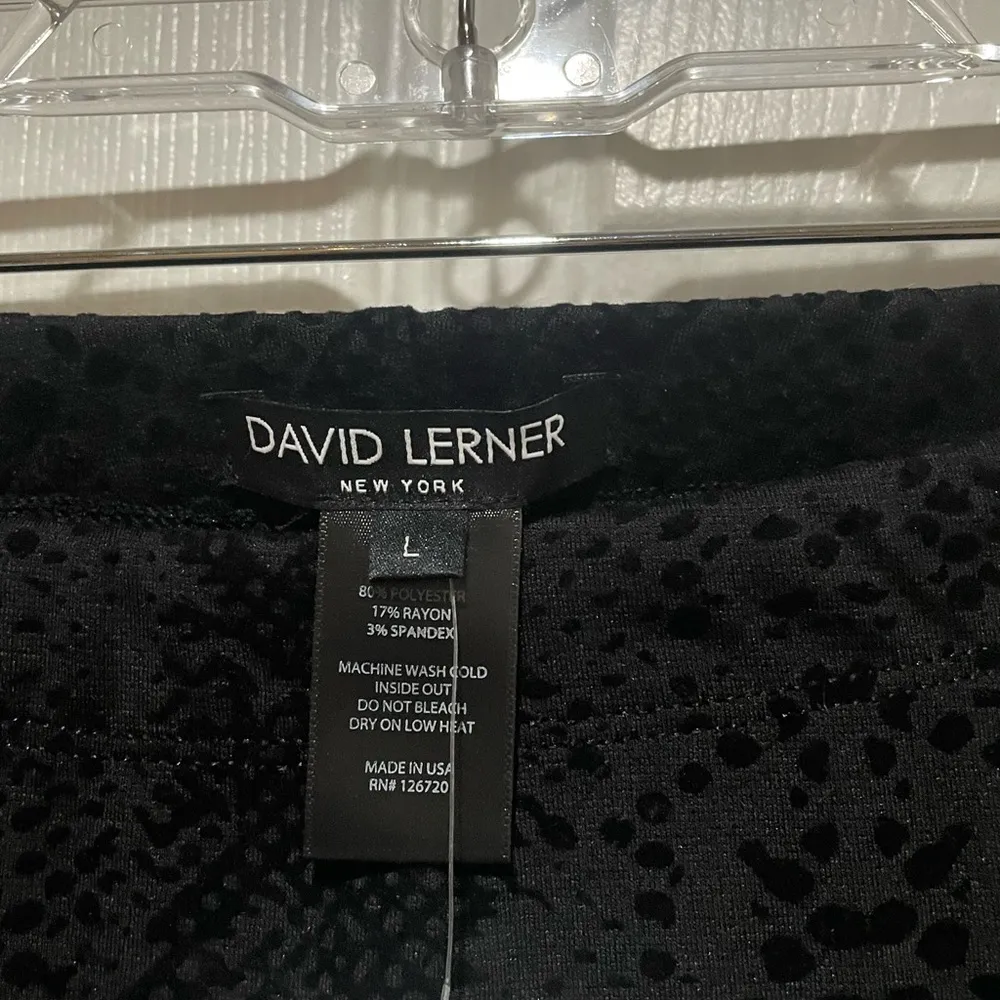 DAVID LERNER
NEW YORK
L
80% POLYESTER
17% RAYON
3% SPANDEX
MACHINE WASH COLD
INSIDE OUT
DO NOT BLEACH
DRY ON LOW HEAT
MADE IN USA
RN# 126720